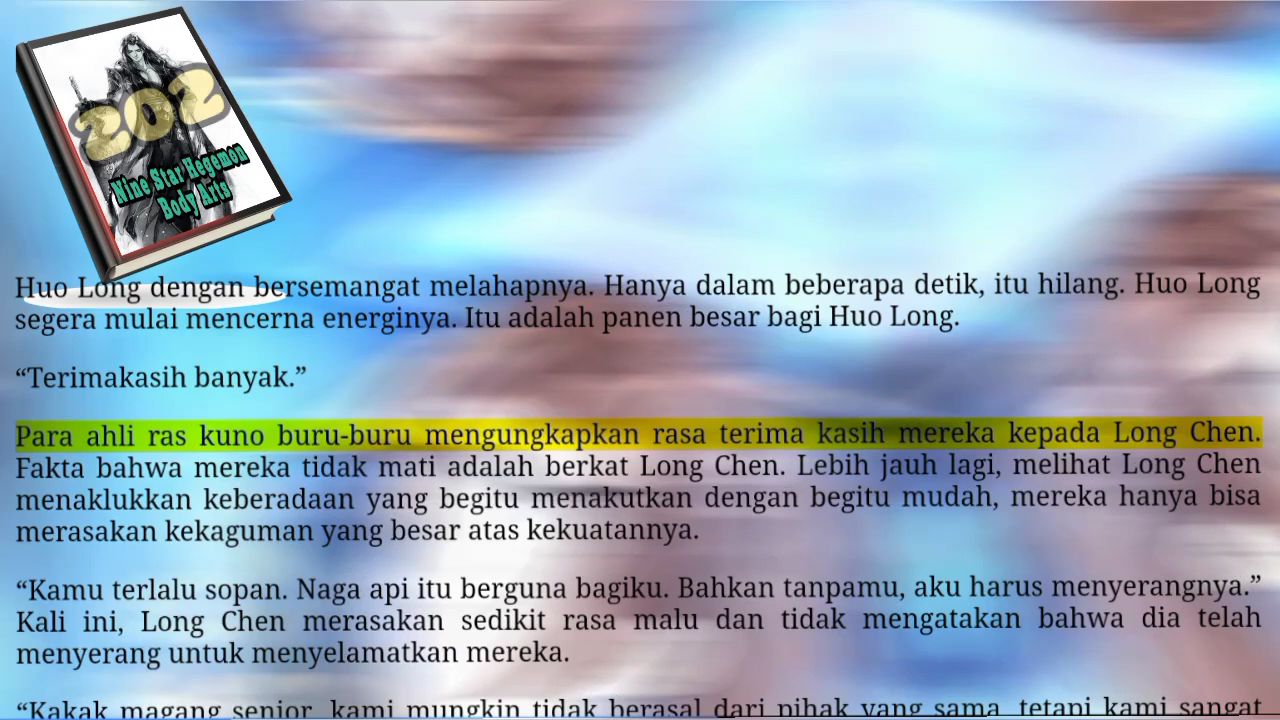 202
Nine Star Hegemon
Body Arts
Huo Long dengan bersemangat melahapnya. Hanya dalam beberapa detik, itu hilang. Huo Long
segera mulai mencerna energinya. Itu adalah panen besar bagi Huo Long.
“Terimakasih banyak.”
Para ahli ras kuno buru-buru mengungkapkan rasa terima kasih mereka kepada Long Chen.
Fakta bahwa mereka tidak mati adalah berkat Long Chen. Lebih jauh lagi, melihat Long Chen
menaklukkan keberadaan yang begitu menakutkan dengan begitu mudah, mereka hanya bisa
merasakan kekaguman yang besar atas kekuatannya.
“Kamu terlalu sopan. Naga api itu berguna bagiku. Bahkan tanpamu, aku harus menyerangnya.”
Kali ini, Long Chen merasakan sedikit rasa malu dan tidak mengatakan bahwa dia telah
menyerang untuk menyelamatkan mereka.
“Kakak magang senior, kami mungkin tidak berasal dari pihak yang sama, tetapi kami sangat